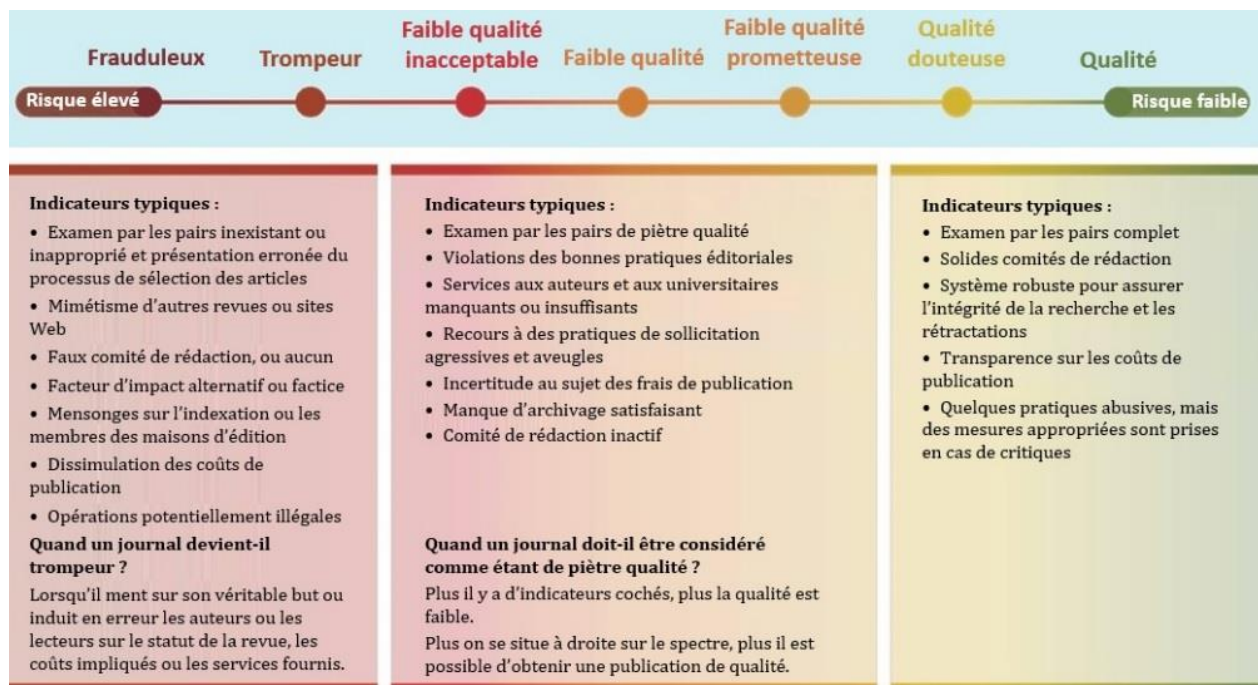 Frauduleux
Trompeur
Faible qualité
inacceptable
Faible qualité
Faible qualité
prometteuse
Qualité
douteuse
Qualité
Risque élevé
Risque faible
Indicateurs typiques :
• Examen par les pairs inexistant ou
inapproprié et présentation erronée du
processus de sélection des articles
• Mimétisme d'autres revues ou sites
Web
• Faux comité de rédaction, ou aucun
• Facteur d'impact alternatif ou factice
• Mensonges sur l'indexation ou les
membres des maisons d'édition
• Dissimulation des coûts de
publication
• Opérations potentiellement illégales
Quand un journal devient-il
trompeur ?
Lorsqu'il ment sur son véritable but ou
induit en erreur les auteurs ou les
lecteurs sur le statut de la revue, les
coûts impliqués ou les services fournis.
Indicateurs typiques :
• Examen par les pairs de piètre qualité
• Violations des bonnes pratiques éditoriales
• Services aux auteurs et aux universitaires
manquants ou insuffisants
• Recours à des pratiques de sollicitation
agressives et aveugles
• Incertitude au sujet des frais de publication
• Manque d'archivage satisfaisant
• Comité de rédaction inactif
Quand un journal doit-il être considéré
comme étant de piètre qualité ?
Plus il y a d'indicateurs cochés, plus la qualité est
faible.
Plus on se situe à droite sur le spectre, plus il est
possible d'obtenir une publication de qualité.
Indicateurs typiques :
• Examen par les pairs complet
• Solides comités de rédaction
• Système robuste pour assurer
l'intégrité de la recherche et les
rétractations
• Transparence sur les coûts de
publication
• Quelques pratiques abusives, mais
des mesures appropriées sont prises
en cas de critiques